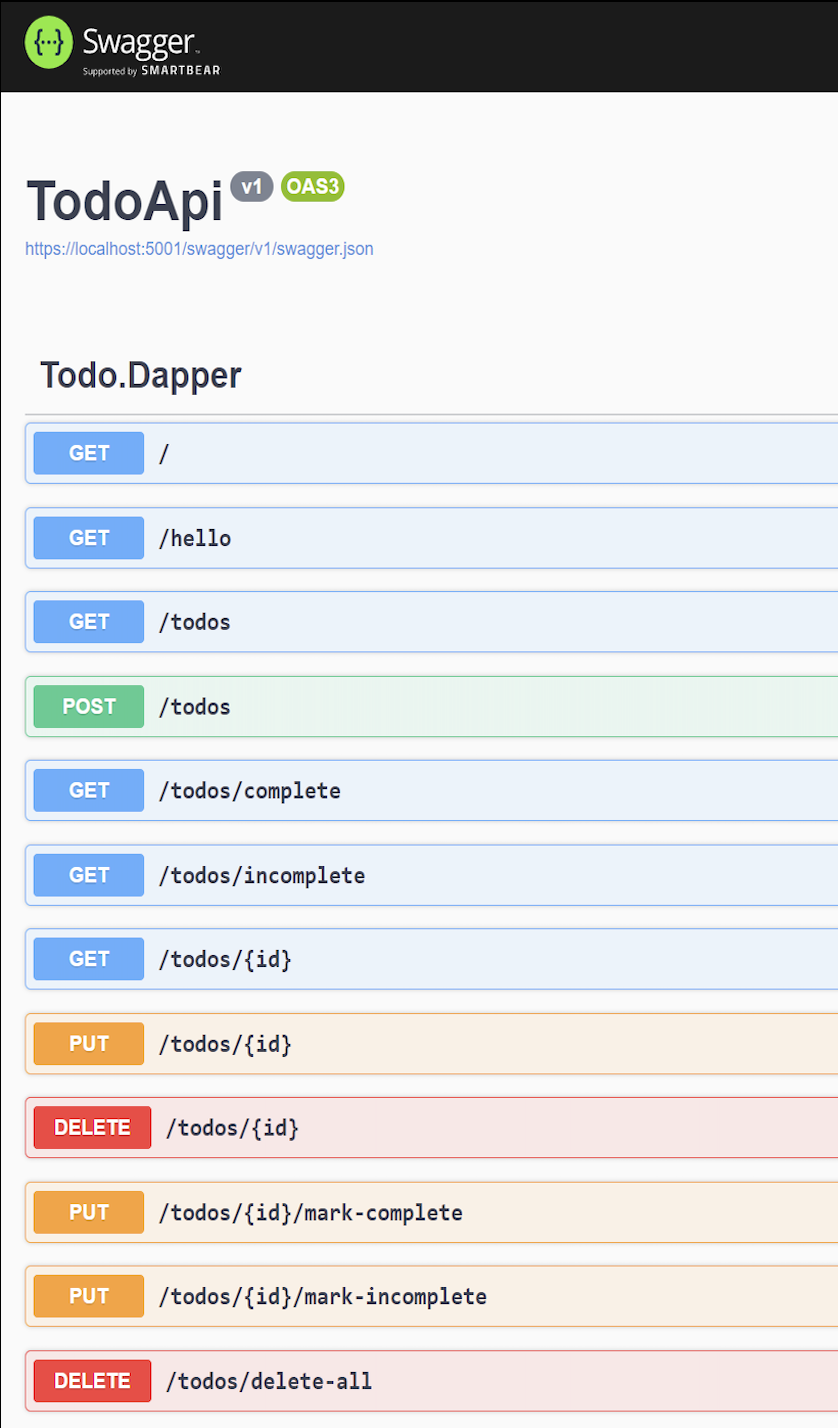 {...} Swagger™
Supported by SMARTBEAR
TodoApi v1 OAS3
https://localhost:5001/swagger/v1/swagger.json
Todo.Dapper
GET /
GET /hello
GET /todos
POST /todos
GET /todos/complete
GET /todos/incomplete
GET /todos/{id}
PUT /todos/{id}
DELETE /todos/{id}
PUT /todos/{id}/mark-complete
PUT /todos/{id}/mark-incomplete
DELETE /todos/delete-all